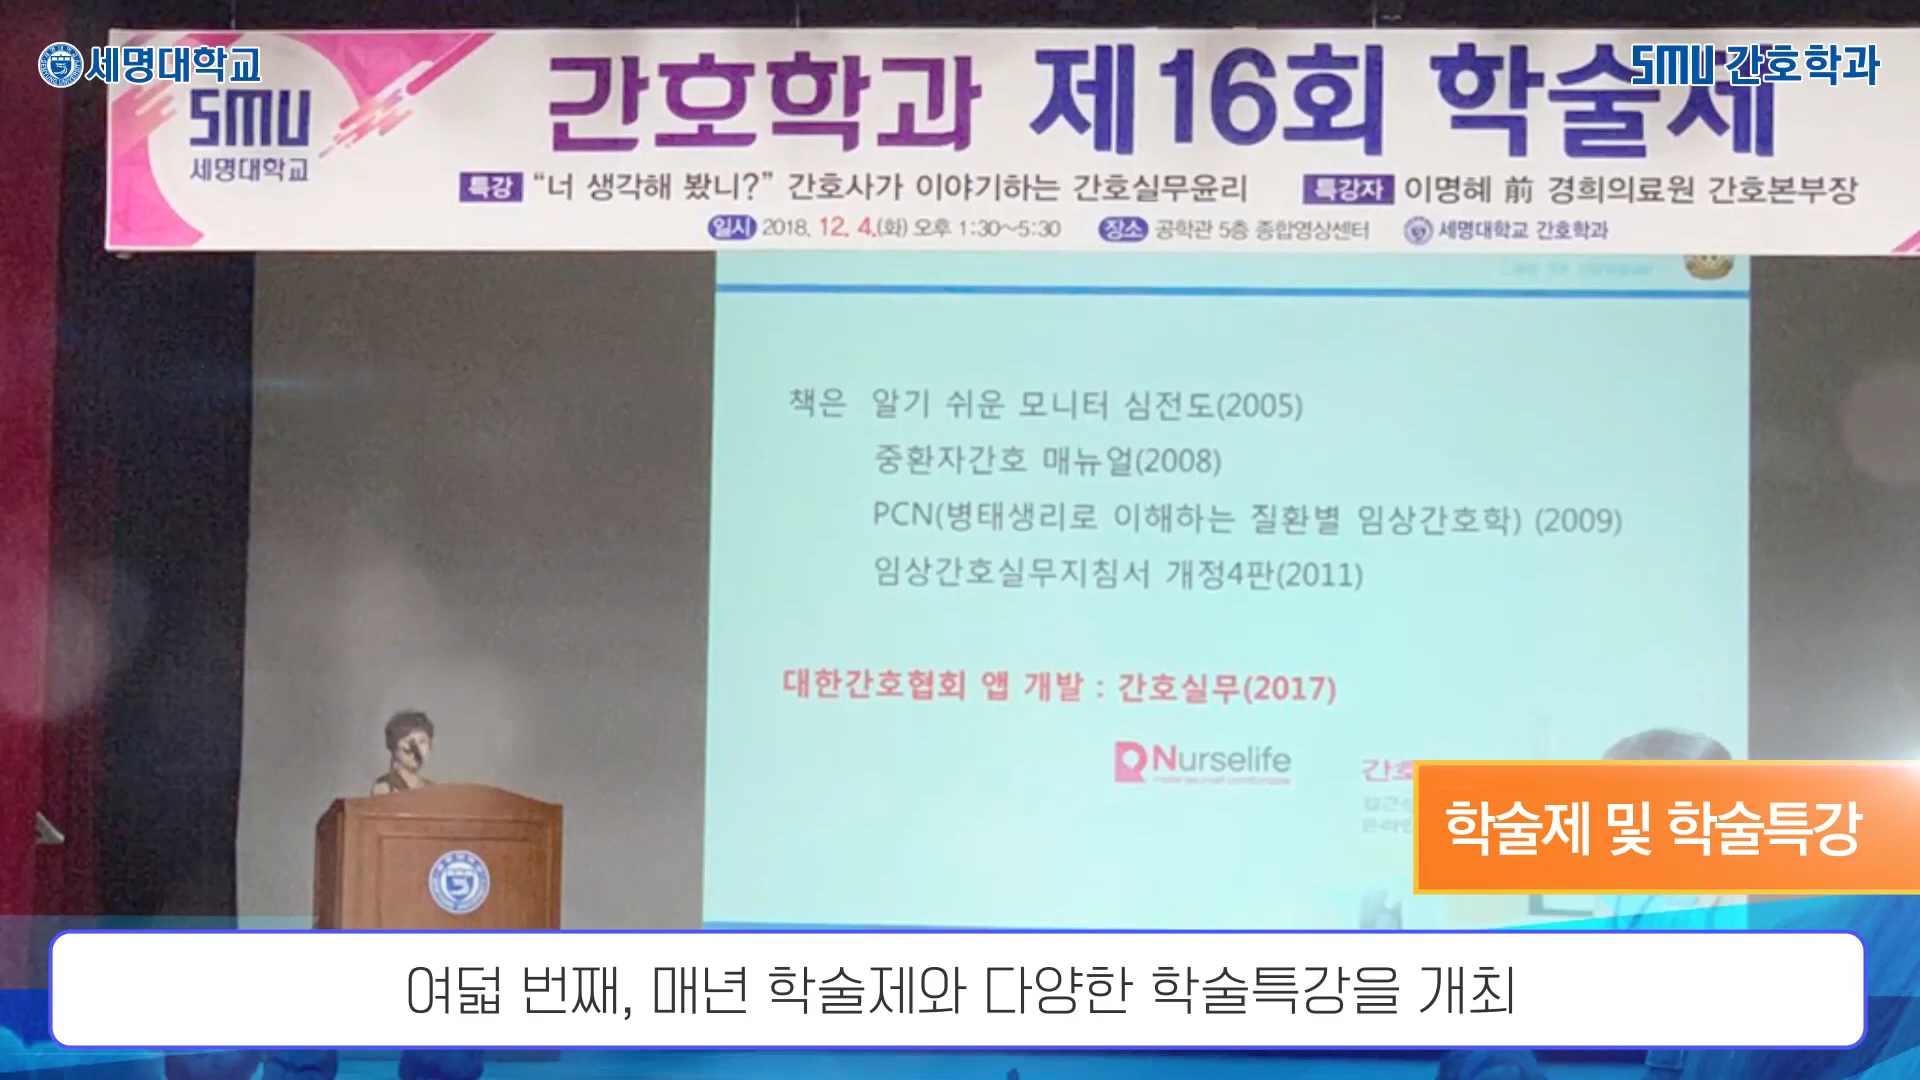 세명대학교
SMU 간호학과
SMU
세명대학교
간호학과 제16회 학술제
특강 “너 생각해 봤니?” 간호사가 이야기하는 간호실무윤리 특강자 이명혜 前 경희의료원 간호본부장
일시 2018. 12. 4.(화) 오후 1:30~5:30 장소 공학관 5층 종합영상센터 세명대학교 간호학과
책은 알기 쉬운 모니터 심전도(2005)
중환자간호 매뉴얼(2008)
PCN(병태생리로 이해하는 질환별 임상간호학) (2009)
임상간호실무지침서 개정4판(2011)
대한간호협회 앱 개발 : 간호실무(2017)
Nurselife
학술제 및 학술특강
여덟 번째, 매년 학술제와 다양한 학술특강을 개최